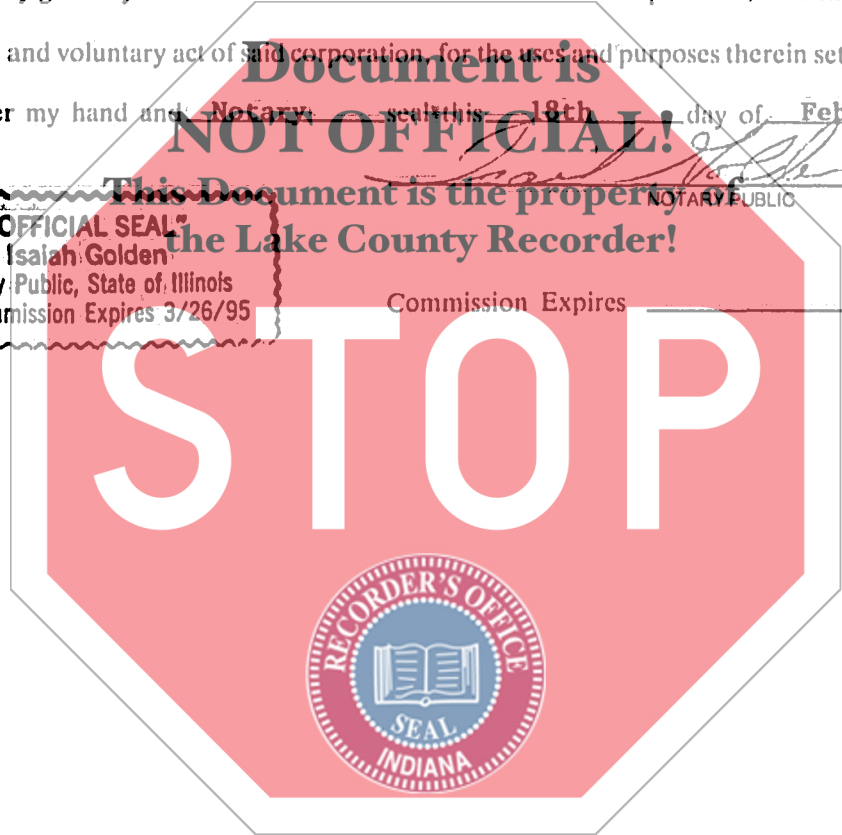 and voluntary act of said corporation, for the uses and purposes therein set
Document is
my hand and Notary seal this 18th day of Feb
NOT OFFICIAL!
This Document is the property of
NOTARY PUBLIC
the Lake County Recorder!
OFFICIAL SEAL"
Isaiah Golden
Public, State of Illinois
mission Expires 3/26/95
Commission Expires
STOP
RECORDER'S OFFICE
SEAL
INDIANA